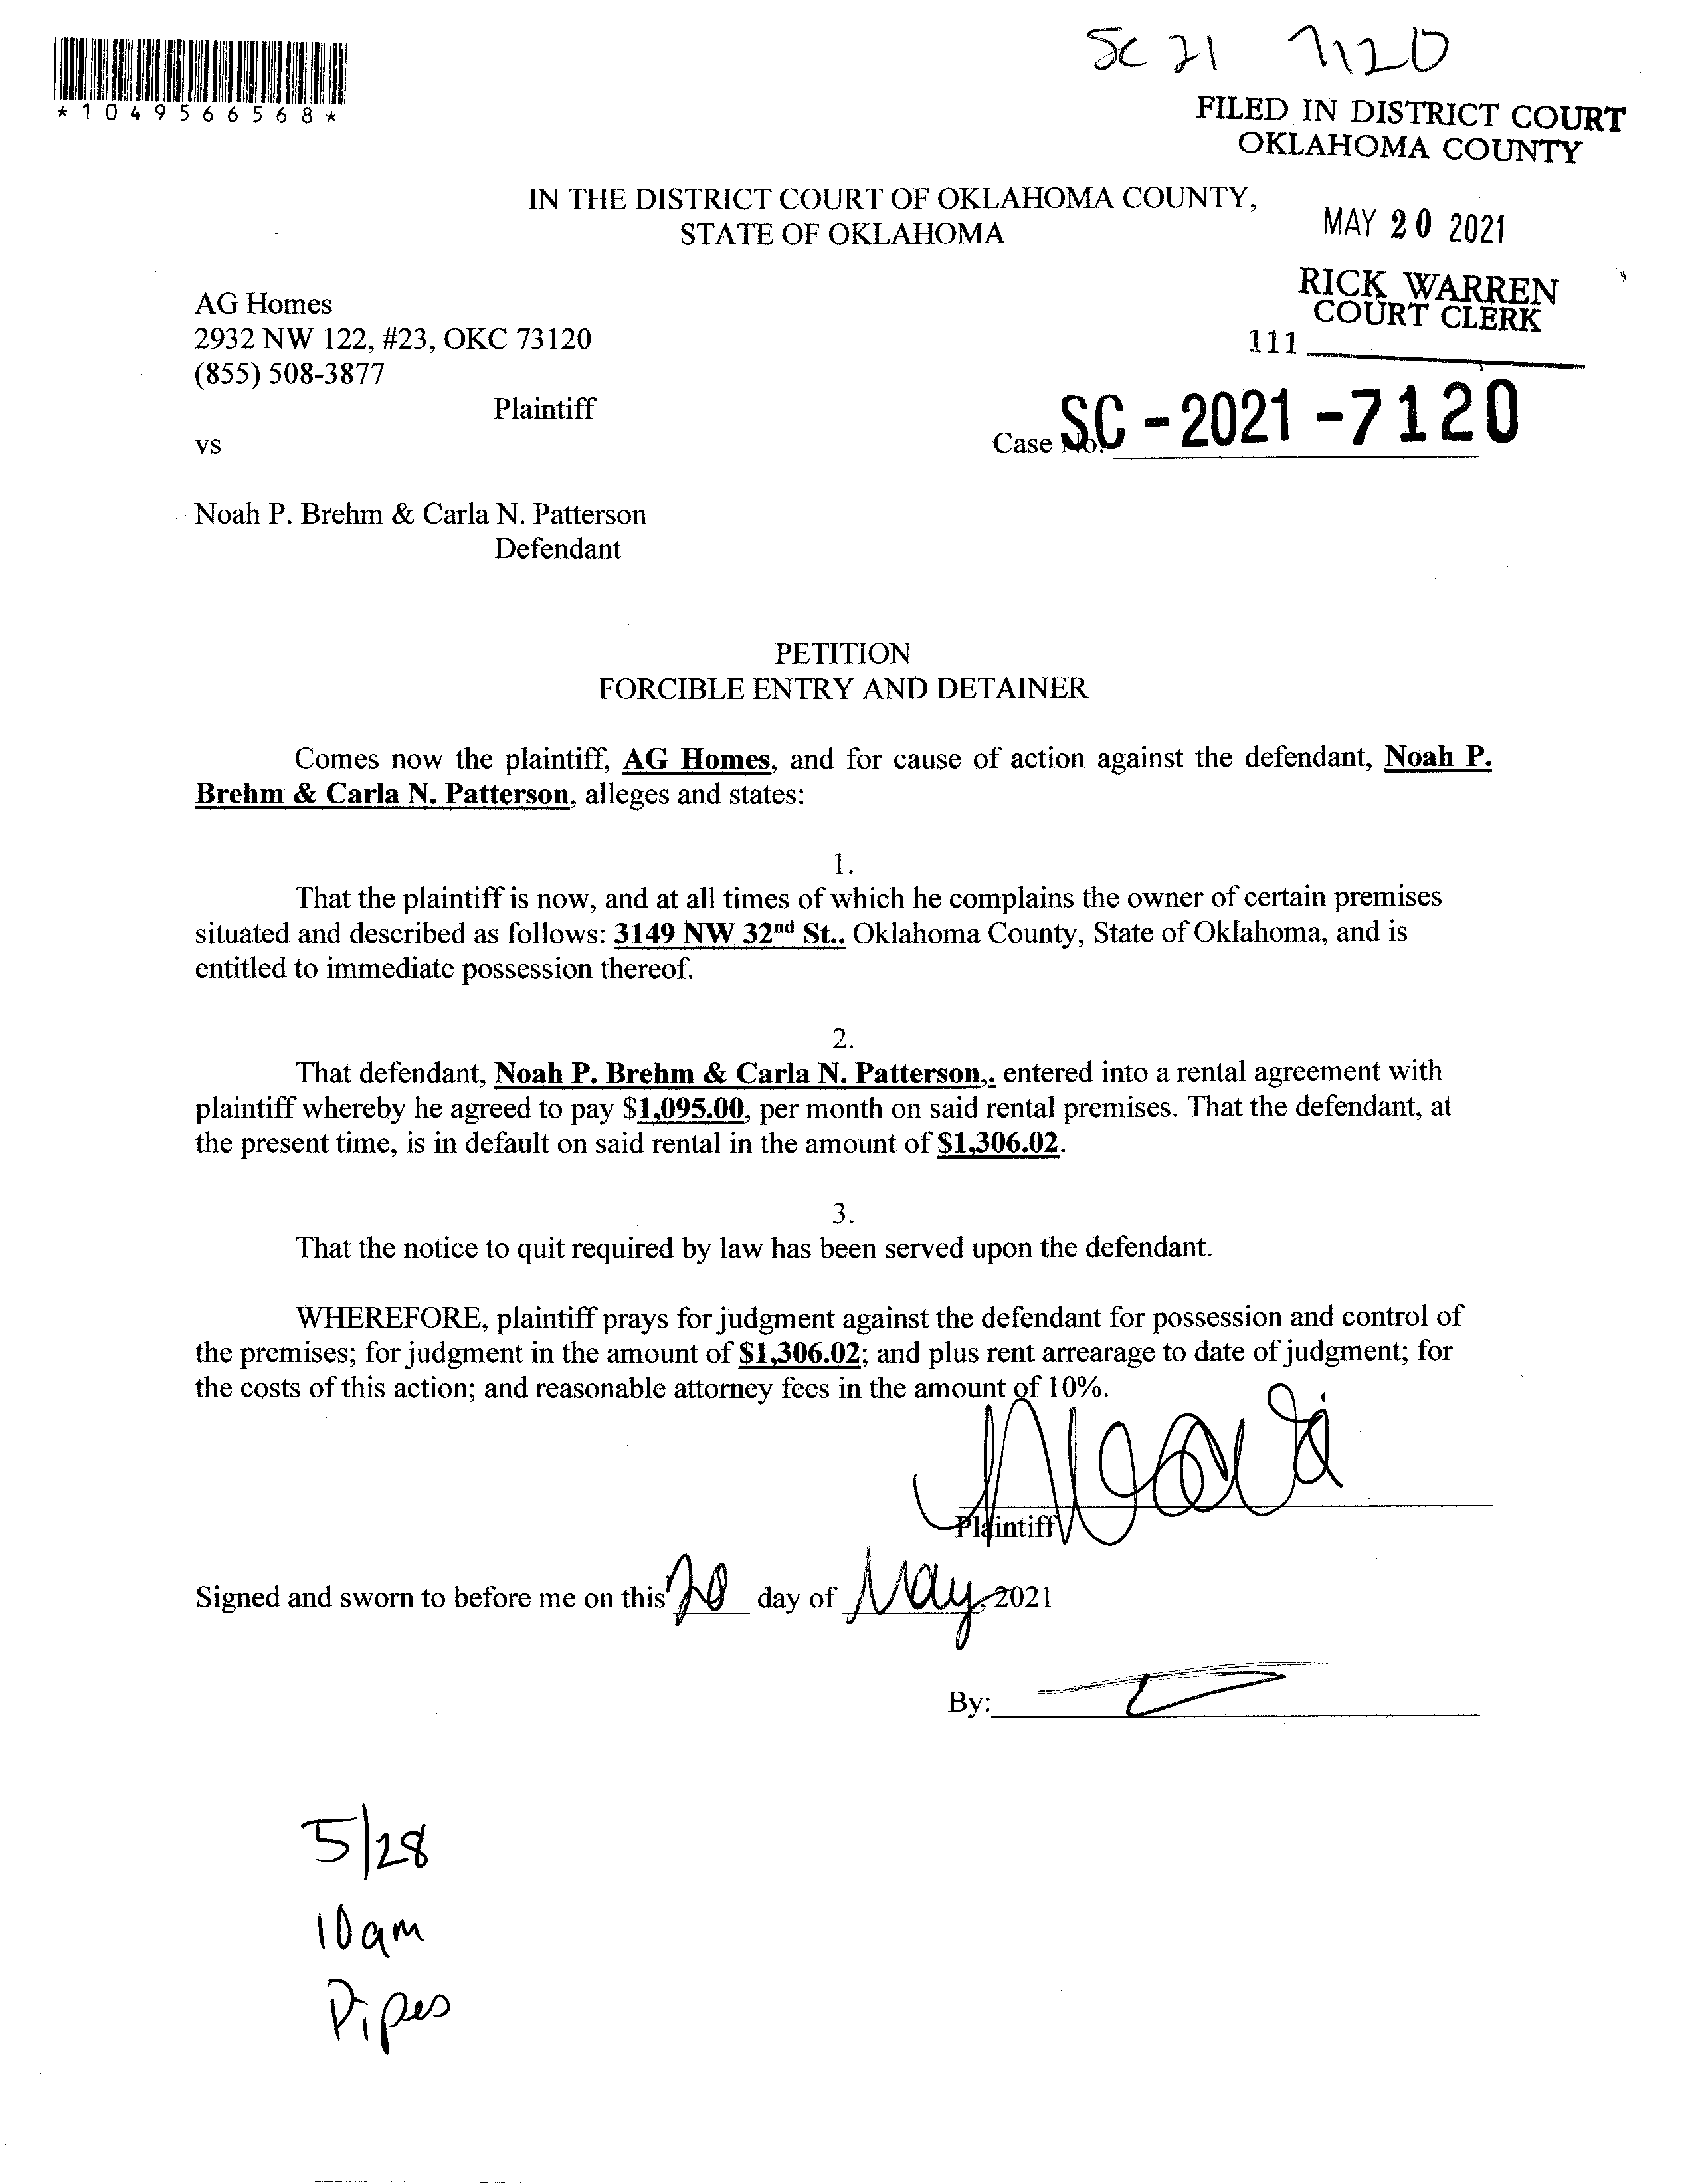 SC 21 7120
*1049566568*
FILED IN DISTRICT COURT
OKLAHOMA COUNTY
IN THE DISTRICT COURT OF OKLAHOMA COUNTY,
STATE OF OKLAHOMA
MAY 20 2021
RICK WARREN
COURT CLERK
111
AG Homes
2932 NW 122, #23, OKC 73120
(855) 508-3877
Plaintiff
vs
Case No. SC-2021-7120
Noah P. Brehm & Carla N. Patterson
Defendant
PETITION
FORCIBLE ENTRY AND DETAINER
Comes now the plaintiff, AG Homes, and for cause of action against the defendant, Noah P.
Brehm & Carla N. Patterson, alleges and states:
1.
That the plaintiff is now, and at all times of which he complains the owner of certain premises
situated and described as follows: 3149 NW 32nd St.. Oklahoma County, State of Oklahoma, and is
entitled to immediate possession thereof.
2.
That defendant, Noah P. Brehm & Carla N. Patterson,. entered into a rental agreement with
plaintiff whereby he agreed to pay $1,095.00, per month on said rental premises. That the defendant, at
the present time, is in default on said rental in the amount of $1,306.02.
3.
That the notice to quit required by law has been served upon the defendant.
WHEREFORE, plaintiff prays for judgment against the defendant for possession and control of
the premises; for judgment in the amount of $1,306.02; and plus rent arrearage to date of judgment; for
the costs of this action; and reasonable attorney fees in the amount of 10%.
Plaintiff
Signed and sworn to before me on this 20 day of May, 2021
By:
5/28
10am
Pipes